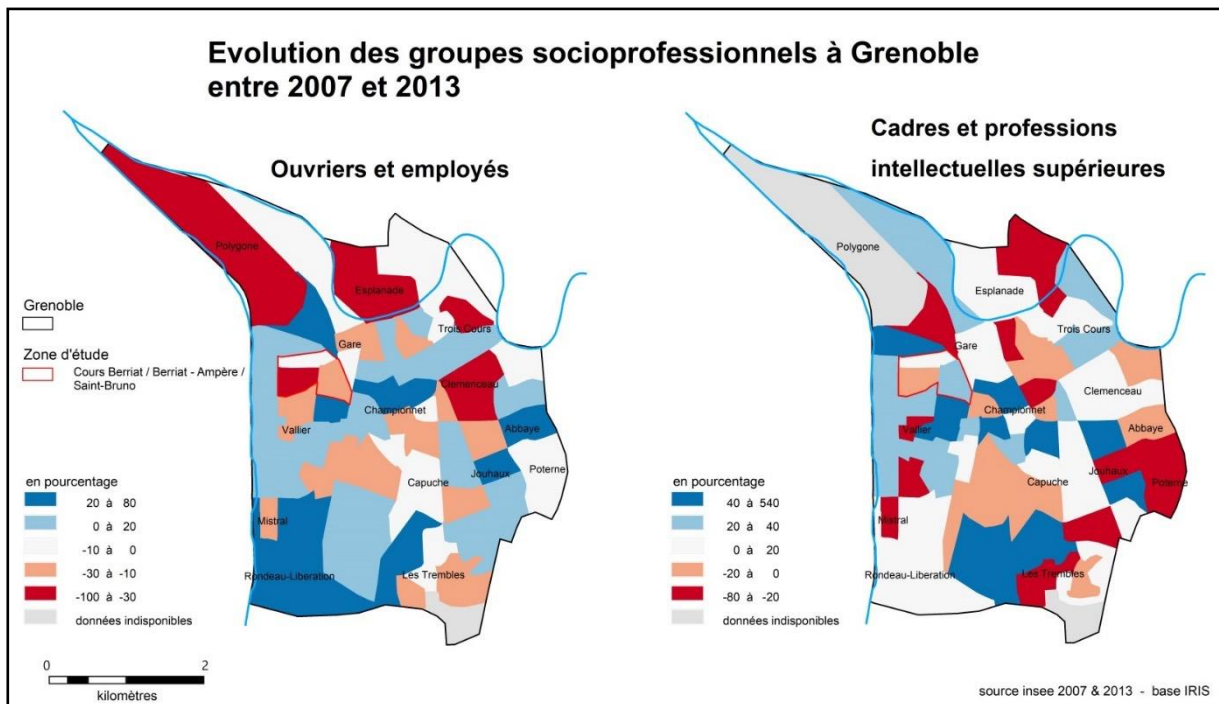 Evolution des groupes socioprofessionnels à Grenoble
entre 2007 et 2013
Ouvriers et employés
Polygone
Esplanade
Trois Cours
Gare
Clemenceau
Championnet
Vallier
Abbaye
Jouhaux
Poterne
Capuche
Mistral
Rondeau-Liberation
Les Trembles
Grenoble
Zone d'étude
Cours Berriat / Berriat - Ampère /
Saint-Bruno
en pourcentage
20 à 80
0 à 20
-10 à 0
-30 à -10
-100 à -30
données indisponibles
0 2
kilomètres
Cadres et professions
intellectuelles supérieures
Polygone
Esplanade
Trois Cours
Gare
Clemenceau
Championnet
Vallier
Abbaye
Jouhaux
Poterne
Capuche
Mistral
Rondeau-Liberation
Les Trembles
en pourcentage
40 à 540
20 à 40
0 à 20
-20 à 0
-80 à -20
données indisponibles
source insee 2007 & 2013 - base IRIS